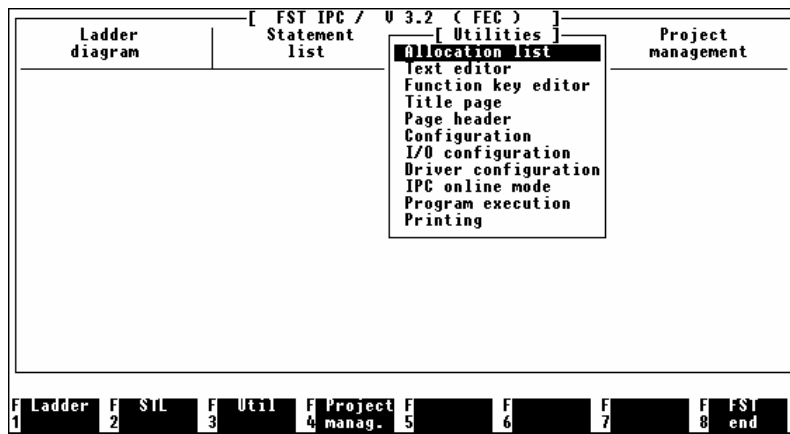 [ FST IPC / V 3.2 ( FEC ) ]
Ladder diagram
Statement list
[ Utilities ]
Project management
Allocation list
Text editor
Function key editor
Title page
Page header
Configuration
I/O configuration
Driver configuration
IPC online mode
Program execution
Printing
F1 Ladder F2 STL F3 Util F4 Project manag. F5 F6 F7 F8 FST end